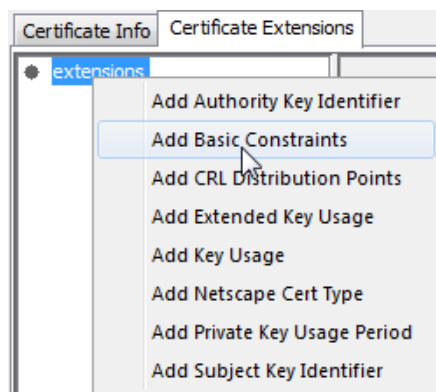 Certificate Info Certificate Extensions
extensions
Add Authority Key Identifier
Add Basic Constraints
Add CRL Distribution Points
Add Extended Key Usage
Add Key Usage
Add Netscape Cert Type
Add Private Key Usage Period
Add Subject Key Identifier